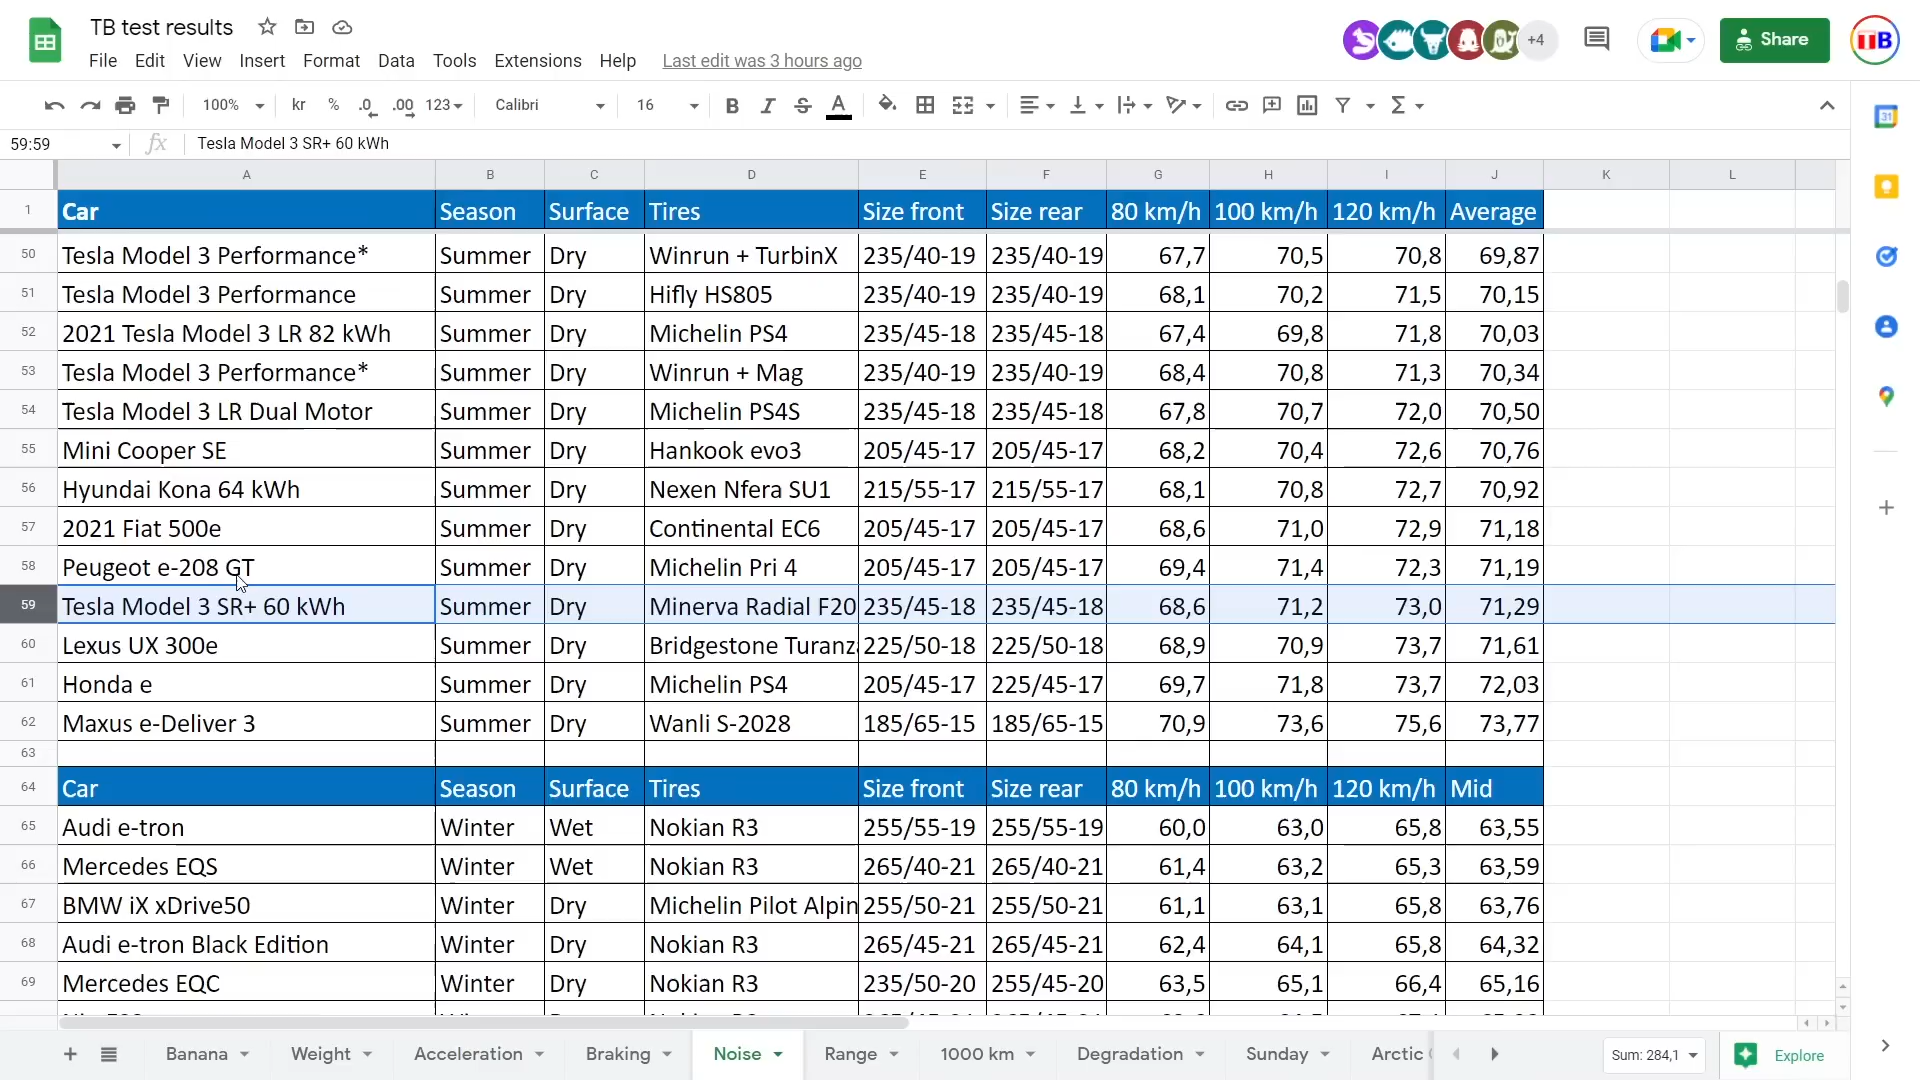 TB test results
+4
Share
TTB
File Edit View Insert Format Data Tools Extensions Help Last edit was 3 hours ago
100% kr % .0 .00 123 Calibri 16 B I S A
59:59 fx Tesla Model 3 SR+ 60 kWh
A B C D E F G H I J K L
1 Car Season Surface Tires Size front Size rear 80 km/h 100 km/h 120 km/h Average
50 Tesla Model 3 Performance* Summer Dry Winrun + TurbinX 235/40-19 235/40-19 67,7 70,5 70,8 69,87
51 Tesla Model 3 Performance Summer Dry Hifly HS805 235/40-19 235/40-19 68,1 70,2 71,5 70,15
52 2021 Tesla Model 3 LR 82 kWh Summer Dry Michelin PS4 235/45-18 235/45-18 67,4 69,8 71,8 70,03
53 Tesla Model 3 Performance* Summer Dry Winrun + Mag 235/40-19 235/40-19 68,4 70,8 71,3 70,34
54 Tesla Model 3 LR Dual Motor Summer Dry Michelin PS4S 235/45-18 235/45-18 67,8 70,7 72,0 70,50
55 Mini Cooper SE Summer Dry Hankook evo3 205/45-17 205/45-17 68,2 70,4 72,6 70,76
56 Hyundai Kona 64 kWh Summer Dry Nexen Nfera SU1 215/55-17 215/55-17 68,1 70,8 72,7 70,92
57 2021 Fiat 500e Summer Dry Continental EC6 205/45-17 205/45-17 68,6 71,0 72,9 71,18
58 Peugeot e-208 GT Summer Dry Michelin Pri 4 205/45-17 205/45-17 69,4 71,4 72,3 71,19
59 Tesla Model 3 SR+ 60 kWh Summer Dry Minerva Radial F20 235/45-18 235/45-18 68,6 71,2 73,0 71,29
60 Lexus UX 300e Summer Dry Bridgestone Turanza 225/50-18 225/50-18 68,9 70,9 73,7 71,61
61 Honda e Summer Dry Michelin PS4 205/45-17 225/45-17 69,7 71,8 73,7 72,03
62 Maxus e-Deliver 3 Summer Dry Wanli S-2028 185/65-15 185/65-15 70,9 73,6 75,6 73,77
63
64 Car Season Surface Tires Size front Size rear 80 km/h 100 km/h 120 km/h Mid
65 Audi e-tron Winter Wet Nokian R3 255/55-19 255/55-19 60,0 63,0 65,8 63,55
66 Mercedes EQS Winter Wet Nokian R3 265/40-21 265/40-21 61,4 63,2 65,3 63,59
67 BMW iX xDrive50 Winter Dry Michelin Pilot Alpin 255/50-21 255/50-21 61,1 63,1 65,8 63,76
68 Audi e-tron Black Edition Winter Dry Nokian R3 265/45-21 265/45-21 62,4 64,1 65,8 64,32
69 Mercedes EQC Winter Dry Nokian R3 235/50-20 255/45-20 63,5 65,1 66,4 65,16
Banana Weight Acceleration Braking Noise Range 1000 km Degradation Sunday Arctic Sum: 284,1 Explore